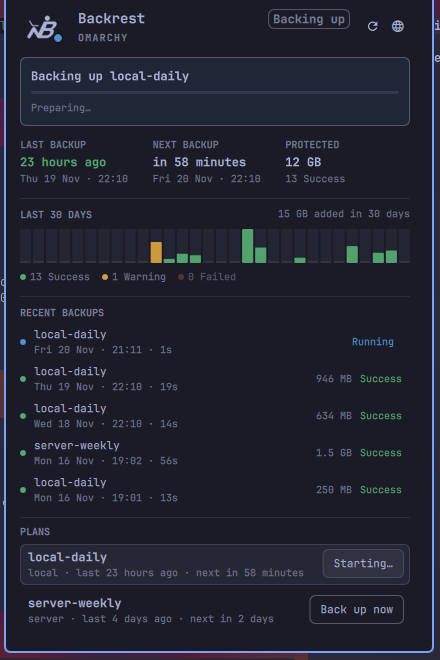 Backrest
OMARCHY
Backing up
Backing up local-daily
Preparing…
LAST BACKUP
23 hours ago
Thu 19 Nov · 22:10
NEXT BACKUP
in 58 minutes
Fri 20 Nov · 22:10
PROTECTED
12 GB
13 Success
LAST 30 DAYS
15 GB added in 30 days
13 Success
1 Warning
0 Failed
RECENT BACKUPS
local-daily
Fri 20 Nov · 21:11 · 1s
Running
local-daily
Thu 19 Nov · 22:10 · 19s
946 MB Success
local-daily
Wed 18 Nov · 22:10 · 14s
634 MB Success
server-weekly
Mon 16 Nov · 19:02 · 56s
1.5 GB Success
local-daily
Mon 16 Nov · 19:01 · 13s
250 MB Success
PLANS
local-daily
local · last 23 hours ago · next in 58 minutes
Starting…
server-weekly
server · last 4 days ago · next in 2 days
Back up now